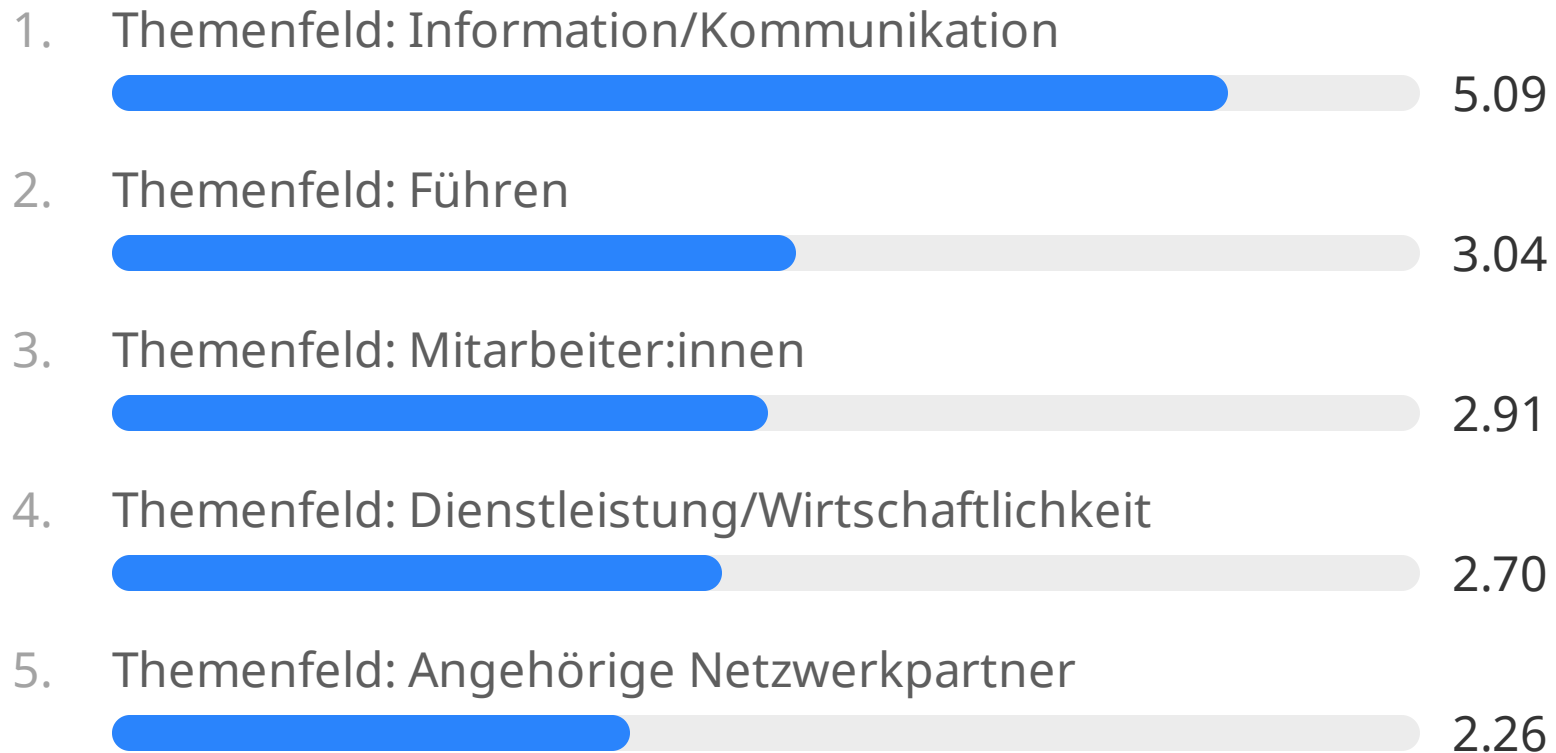 1. Themenfeld: Information/Kommunikation
5.09
2. Themenfeld: Führen
3.04
3. Themenfeld: Mitarbeiter:innen
2.91
4. Themenfeld: Dienstleistung/Wirtschaftlichkeit
2.70
5. Themenfeld: Angehörige Netzwerkpartner
2.26